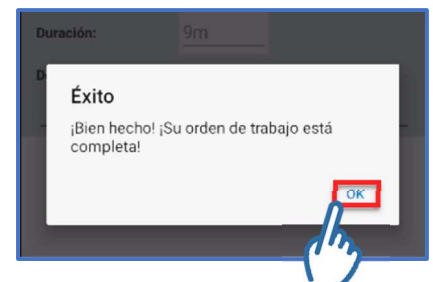 Duración: 9m
D
Éxito
¡Bien hecho! ¡Su orden de trabajo está
completa!
OK